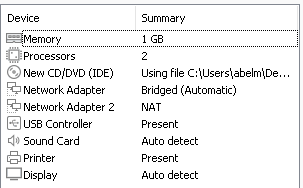 Device Summary
Memory 1 GB
Processors 2
New CD/DVD (IDE) Using file C:\Users\abelm\De...
Network Adapter Bridged (Automatic)
Network Adapter 2 NAT
USB Controller Present
Sound Card Auto detect
Printer Present
Display Auto detect